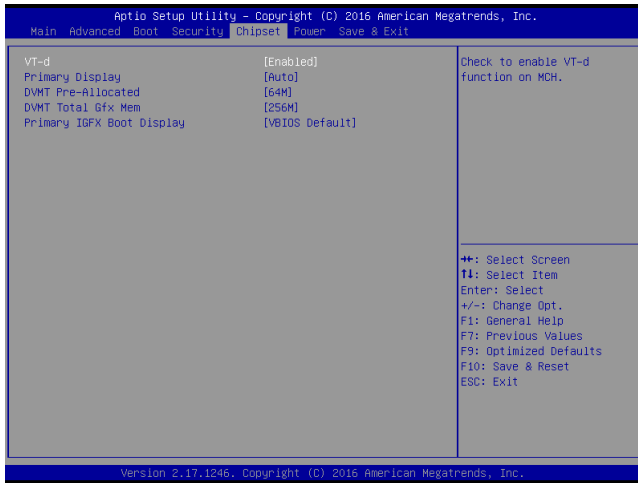 Aptio Setup Utility – Copyright (C) 2016 American Megatrends, Inc.
Main Advanced Boot Security Chipset Power Save & Exit
VT-d [Enabled]
Primary Display [Auto]
DVMT Pre-Allocated [64M]
DVMT Total Gfx Mem [256M]
Primary IGFX Boot Display [VBIOS Default]
Check to enable VT-d
function on MCH.
→←: Select Screen
↑↓: Select Item
Enter: Select
+/-: Change Opt.
F1: General Help
F7: Previous Values
F9: Optimized Defaults
F10: Save & Reset
ESC: Exit
Version 2.17.1246. Copyright (C) 2016 American Megatrends, Inc.